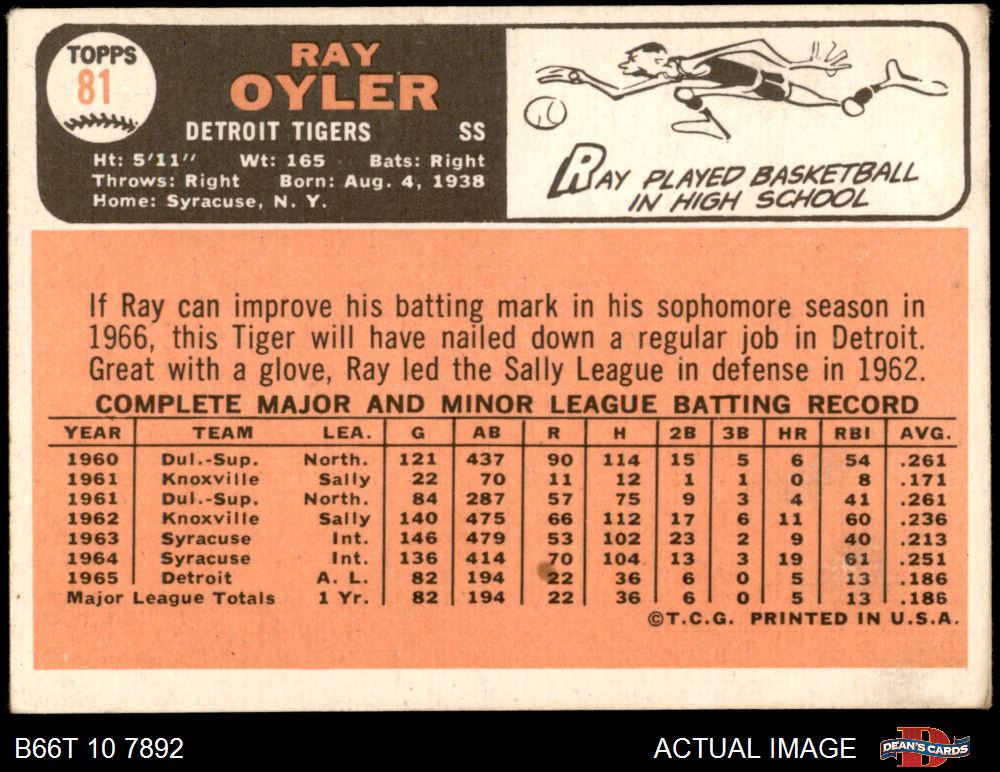 TOPPS
81
RAY
OYLER
DETROIT TIGERS SS
Ht: 5'11" Wt: 165 Bats: Right
Throws: Right Born: Aug. 4, 1938
Home: Syracuse, N. Y.
RAY PLAYED BASKETBALL
IN HIGH SCHOOL
If Ray can improve his batting mark in his sophomore season in
1966, this Tiger will have nailed down a regular job in Detroit.
Great with a glove, Ray led the Sally League in defense in 1962.
COMPLETE MAJOR AND MINOR LEAGUE BATTING RECORD
YEAR TEAM LEA. G AB R H 2B 3B HR RBI AVG.
1960 Dul.-Sup. North. 121 437 90 114 15 5 6 54 .261
1961 Knoxville Sally 22 70 11 12 1 1 0 8 .171
1961 Dul.-Sup. North. 84 287 57 75 9 3 4 41 .261
1962 Knoxville Sally 140 475 66 112 17 6 11 60 .236
1963 Syracuse Int. 146 479 53 102 23 2 9 40 .213
1964 Syracuse Int. 136 414 70 104 13 3 19 61 .251
1965 Detroit A. L. 82 194 22 36 6 0 5 13 .186
Major League Totals 1 Yr. 82 194 22 36 6 0 5 13 .186
©T.C.G. PRINTED IN U.S.A.
B66T 10 7892 ACTUAL IMAGE
D
DEAN'S CARDS